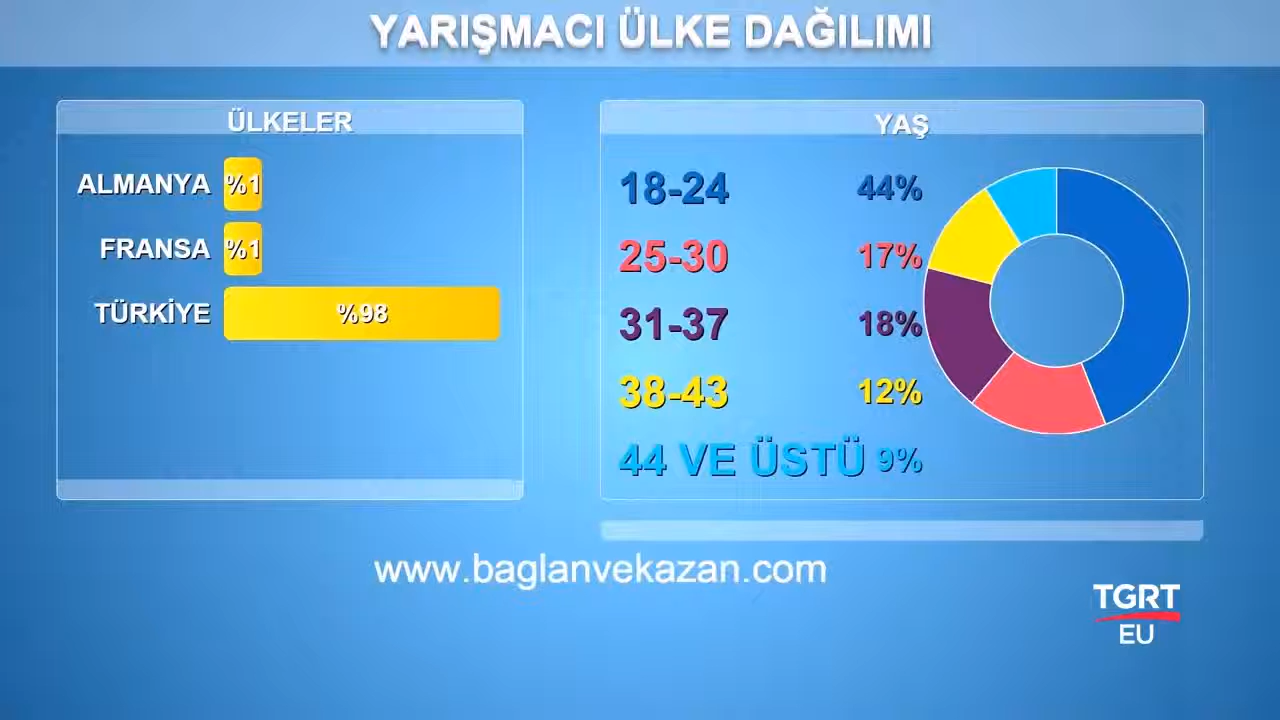 YARIŞMACI ÜLKE DAĞILIMI
ÜLKELER
ALMANYA %1
FRANSA %1
TÜRKİYE %98
YAŞ
18-24 44%
25-30 17%
31-37 18%
38-43 12%
44 VE ÜSTÜ 9%
www.baglanvekazan.com
TGRT
EU